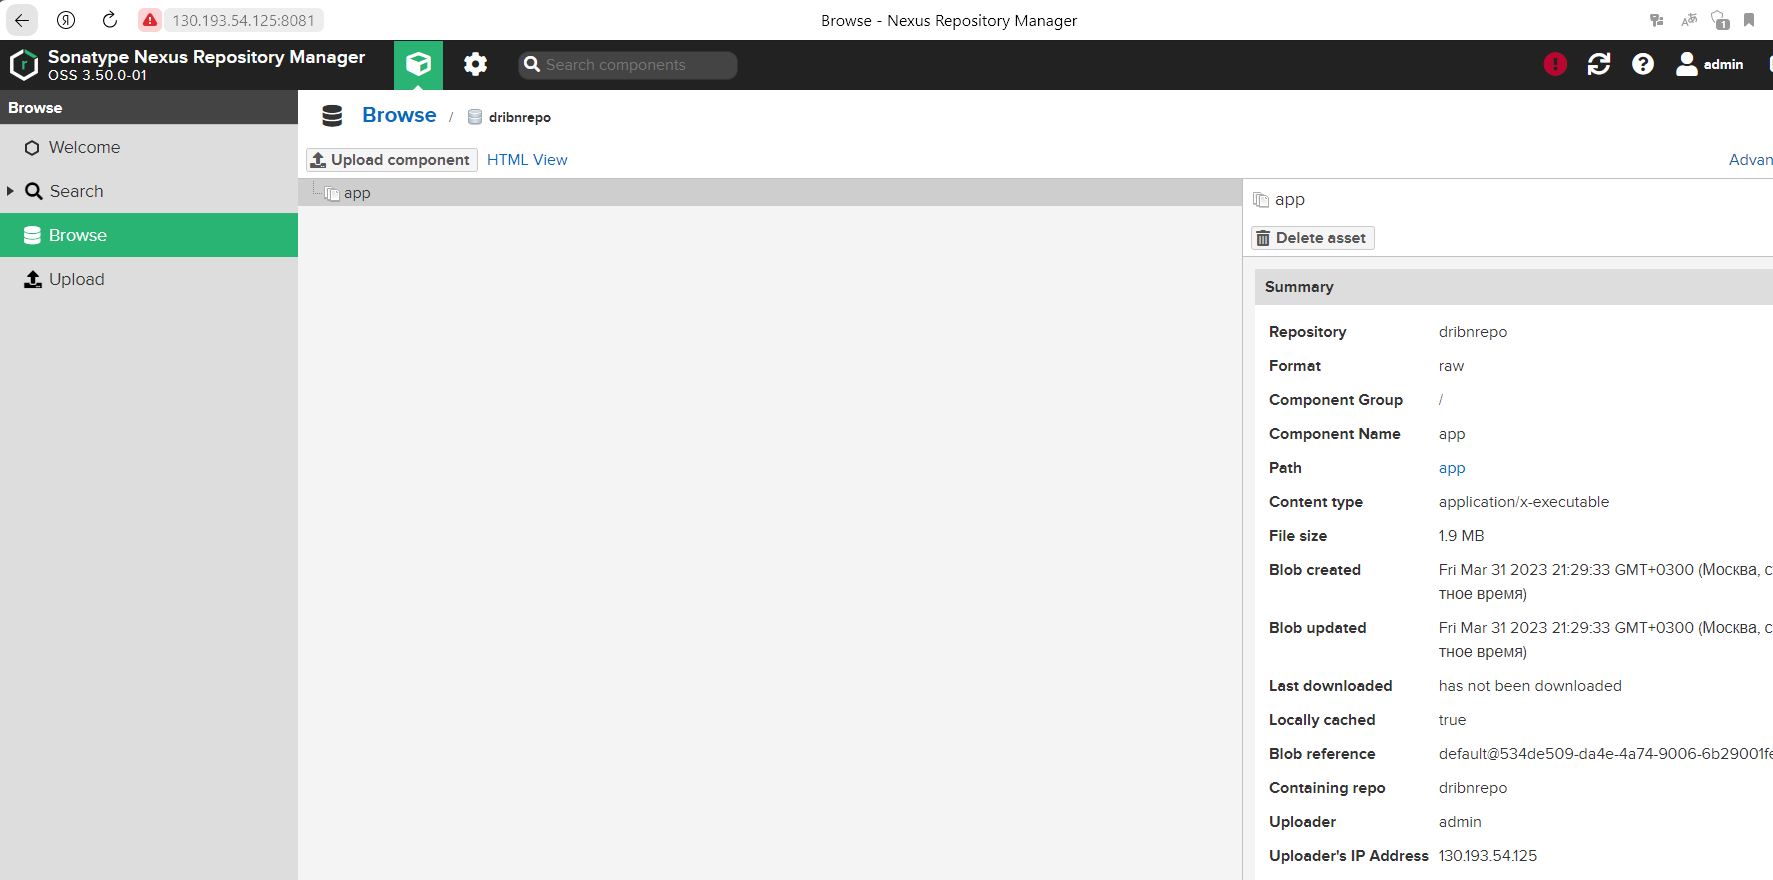 130.193.54.125:8081
Browse - Nexus Repository Manager
1
Sonatype Nexus Repository Manager
OSS 3.50.0-01
Search components
admin
Browse
Welcome
Search
Browse
Upload
Browse / dribnrepo
Upload component HTML View
Advan
app
app
Delete asset
Summary
Repository dribnrepo
Format raw
Component Group /
Component Name app
Path app
Content type application/x-executable
File size 1.9 MB
Blob created Fri Mar 31 2023 21:29:33 GMT+0300 (Москва, с
тное время)
Blob updated Fri Mar 31 2023 21:29:33 GMT+0300 (Москва, с
тное время)
Last downloaded has not been downloaded
Locally cached true
Blob reference default@534de509-da4e-4a74-9006-6b29001fe
Containing repo dribnrepo
Uploader admin
Uploader's IP Address 130.193.54.125